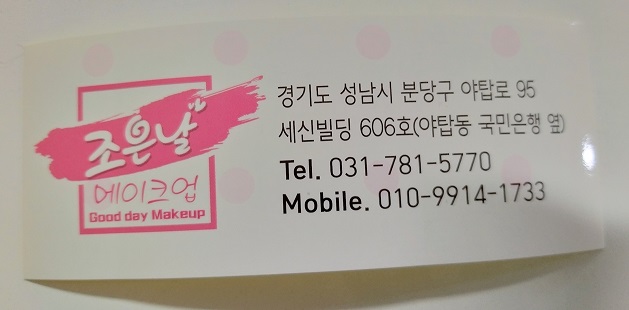 조은날
메이크업
Good day Makeup
경기도 성남시 분당구 야탑로 95
세신빌딩 606호(야탑동 국민은행 옆)
Tel. 031-781-5770
Mobile. 010-9914-1733